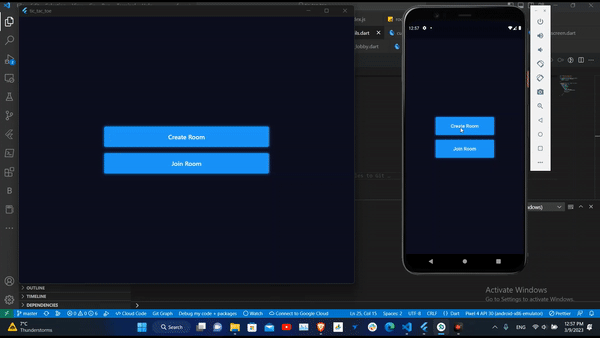 tic_tac_toe
js
ils.dart
_lobby.dart
Create Room
Join Room
12:57
Create Room
Join Room
OUTLINE
TIMELINE
DEPENDENCIES
Activate Windows
Go to Settings to activate Windows.
master
Cloud Code
Git Graph
Debug my code + packages
Watch
Connect to Google Cloud
Ln 25, Col 15
Spaces: 2
UTF-8
CRLF
Dart
Pixel 4 API 30 (android-x86 emulator)
Prettier
7°C
Thunderstorms
Search
ENG
12:57 PM
3/9/2023